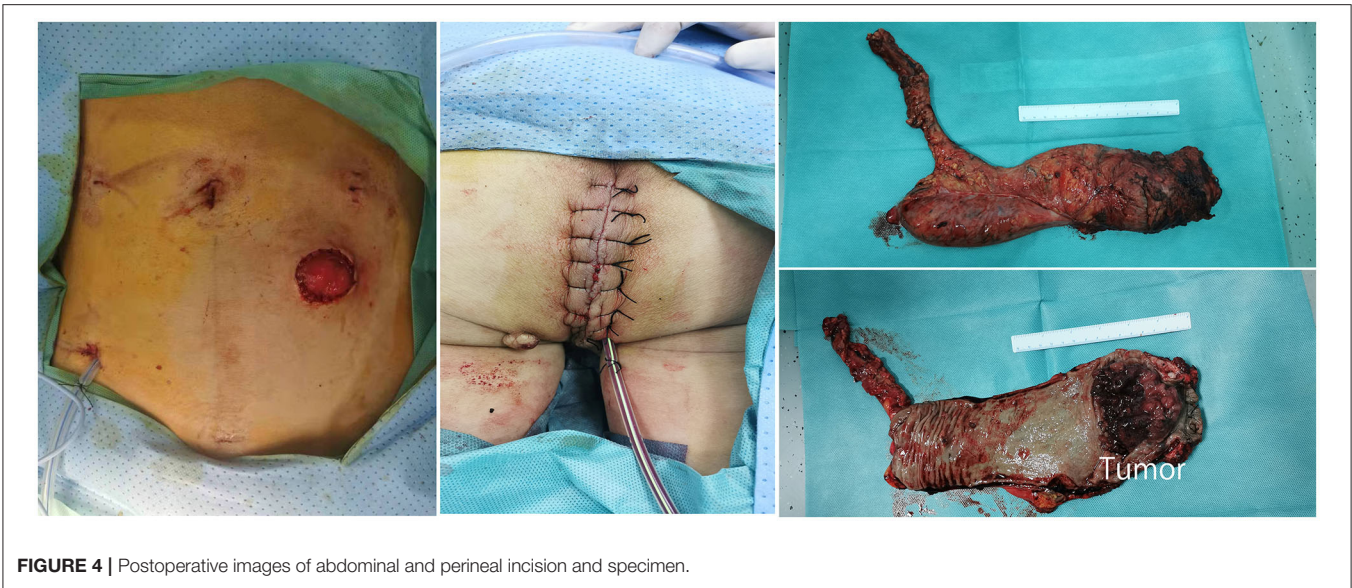 Tumor
FIGURE 4 | Postoperative images of abdominal and perineal incision and specimen.